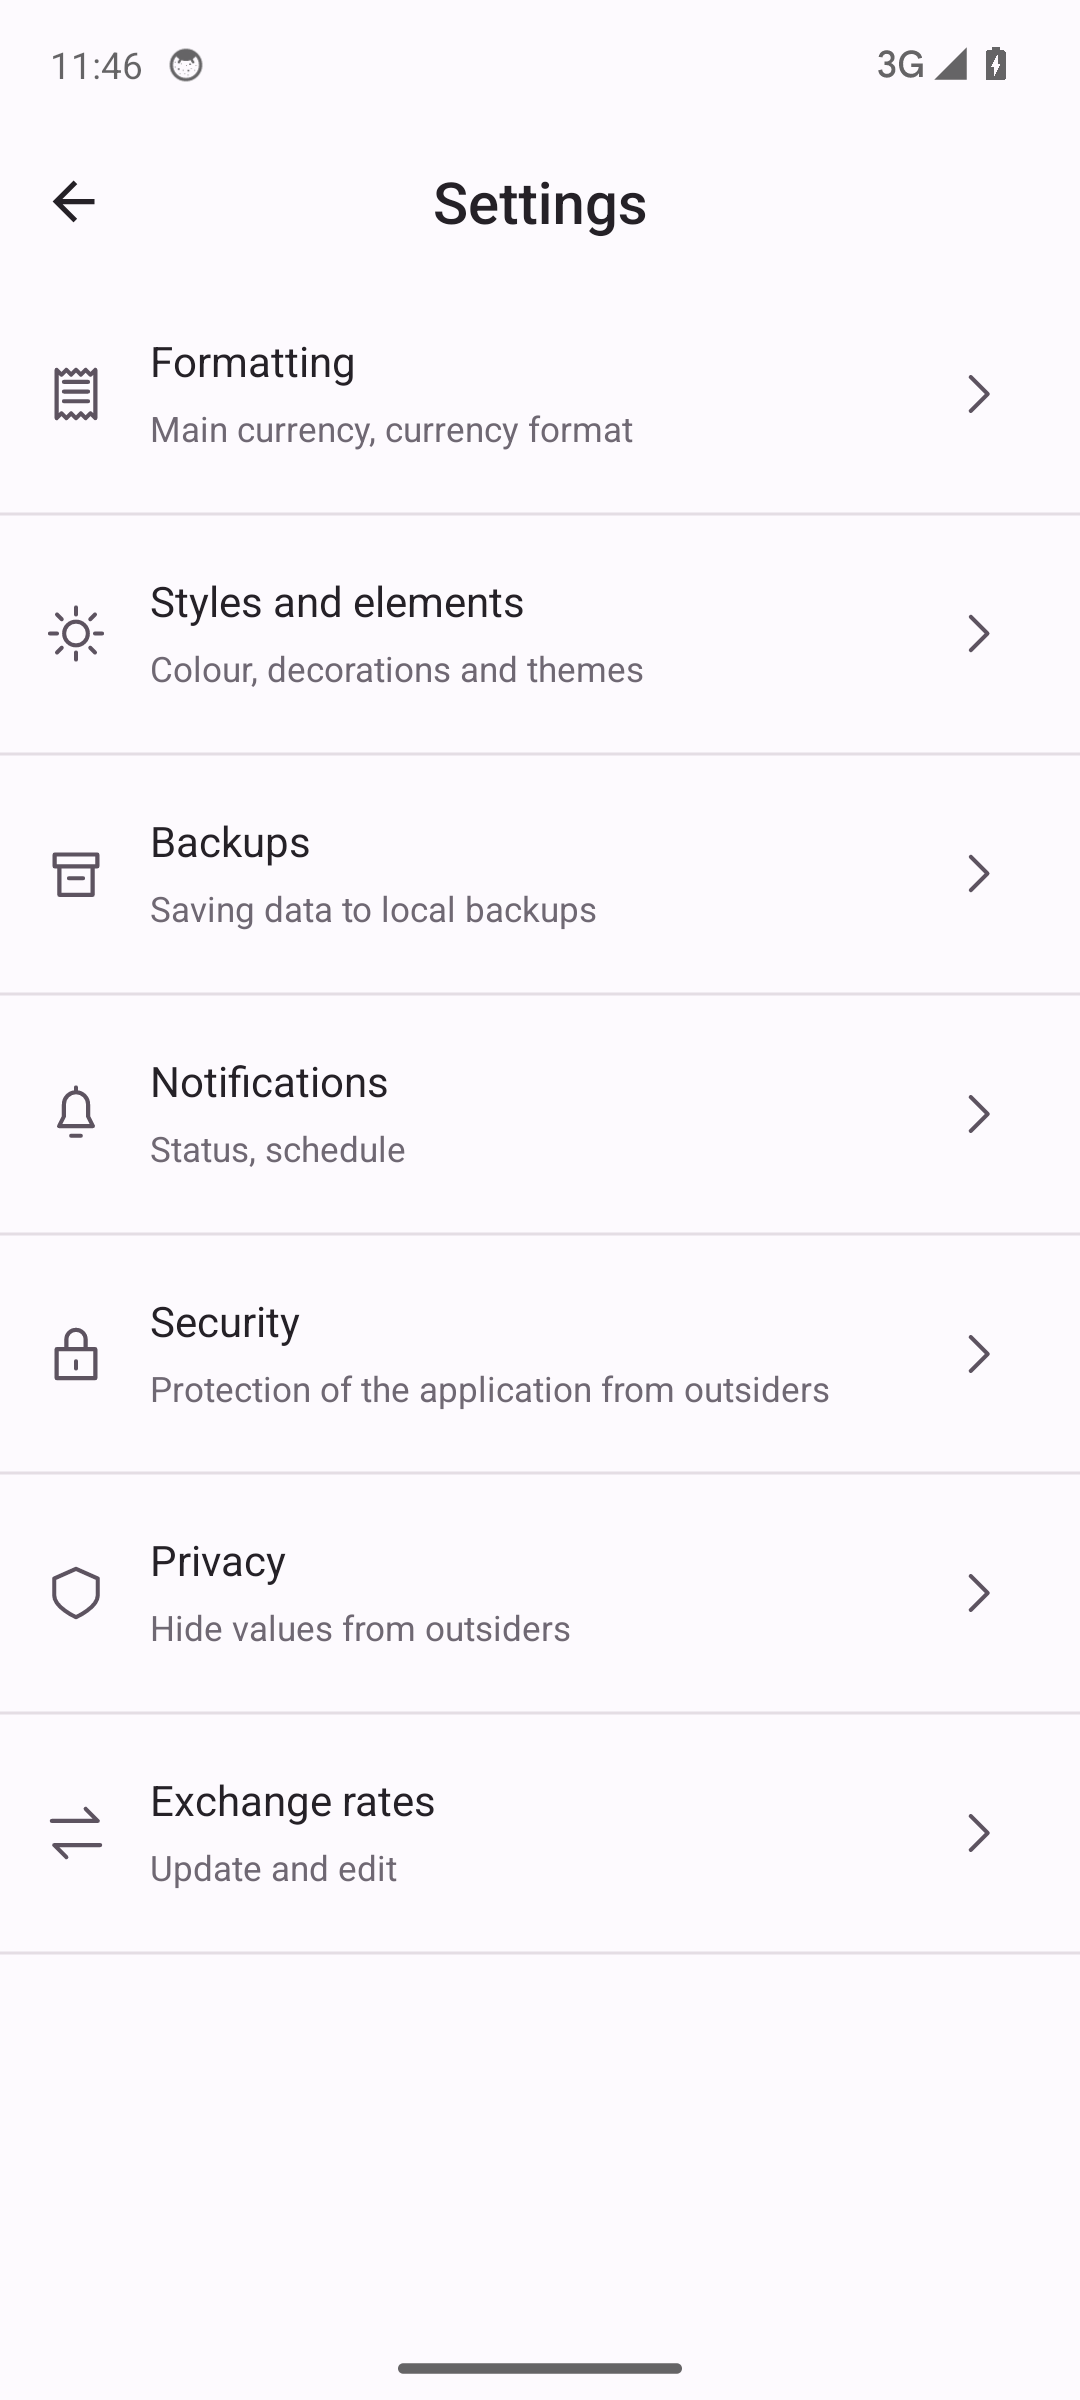 11:46
3G
Settings
Formatting
Main currency, currency format
Styles and elements
Colour, decorations and themes
Backups
Saving data to local backups
Notifications
Status, schedule
Security
Protection of the application from outsiders
Privacy
Hide values from outsiders
Exchange rates
Update and edit